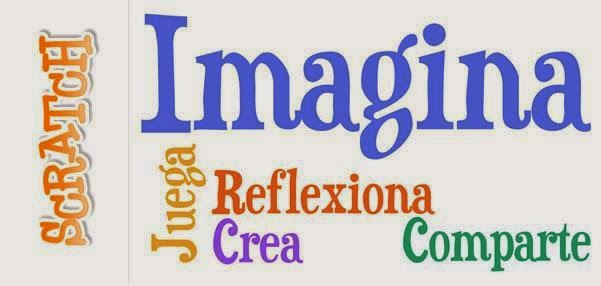 ScRATcH
Imagina
Juega
Reflexiona
Crea
Comparte